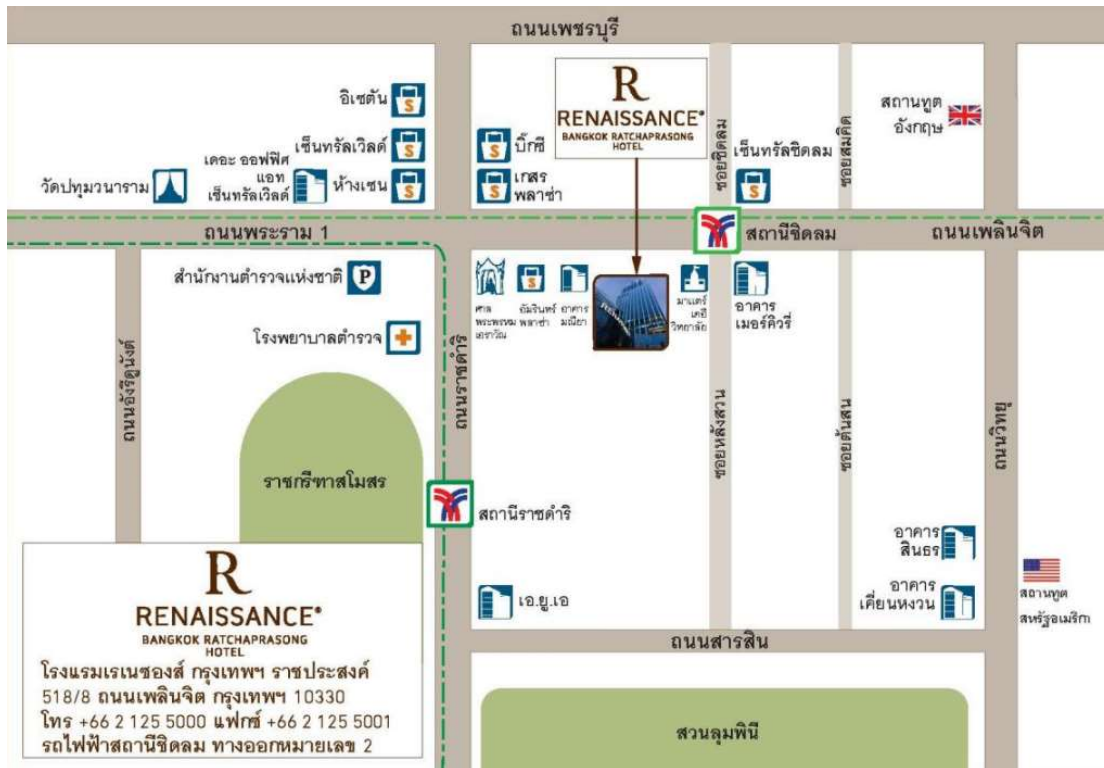 ถนนเพชรบุรี
อิเซตัน
เซ็นทรัลเวิลด์
เดอะ ออฟฟิศ
แอท
เซ็นทรัลเวิลด์
ห้างเซน
วัดปทุมวนาราม
บิ๊กซี
เกสร
พลาซ่า
R
RENAISSANCE®
BANGKOK RATCHAPRASONG
HOTEL
ซอยชิดลม
เซ็นทรัลชิดลม
ซอยสมคิด
สถานทูต
อังกฤษ
ถนนพระราม 1
สถานีชิดลม
ถนนเพลินจิต
สำนักงานตำรวจแห่งชาติ
P
โรงพยาบาลตำรวจ
ศาล
พระพรหม
เอราวัณ
อัมรินทร์
พลาซ่า
อาคาร
มณียา
มาแตร์
เดอี
วิทยาลัย
อาคาร
เมอร์คิวรี่
ถนนอังรีดูนังต์
ถนนราชดำริ
ซอยหลังสวน
ซอยต้นสน
ถนนวิทยุ
ราชกรีฑาสโมสร
สถานีราชดำริ
อาคาร
สินธร
อาคาร
เคี่ยนหงวน
สถานทูต
สหรัฐอเมริกา
เอ.ยู.เอ
ถนนสารสิน
สวนลุมพินี
R
RENAISSANCE®
BANGKOK RATCHAPRASONG
HOTEL
โรงแรมเรเนซองส์ กรุงเทพฯ ราชประสงค์
518/8 ถนนเพลินจิต กรุงเทพฯ 10330
โทร +66 2 125 5000 แฟกซ์ +66 2 125 5001
รถไฟฟ้าสถานีชิดลม ทางออกหมายเลข 2